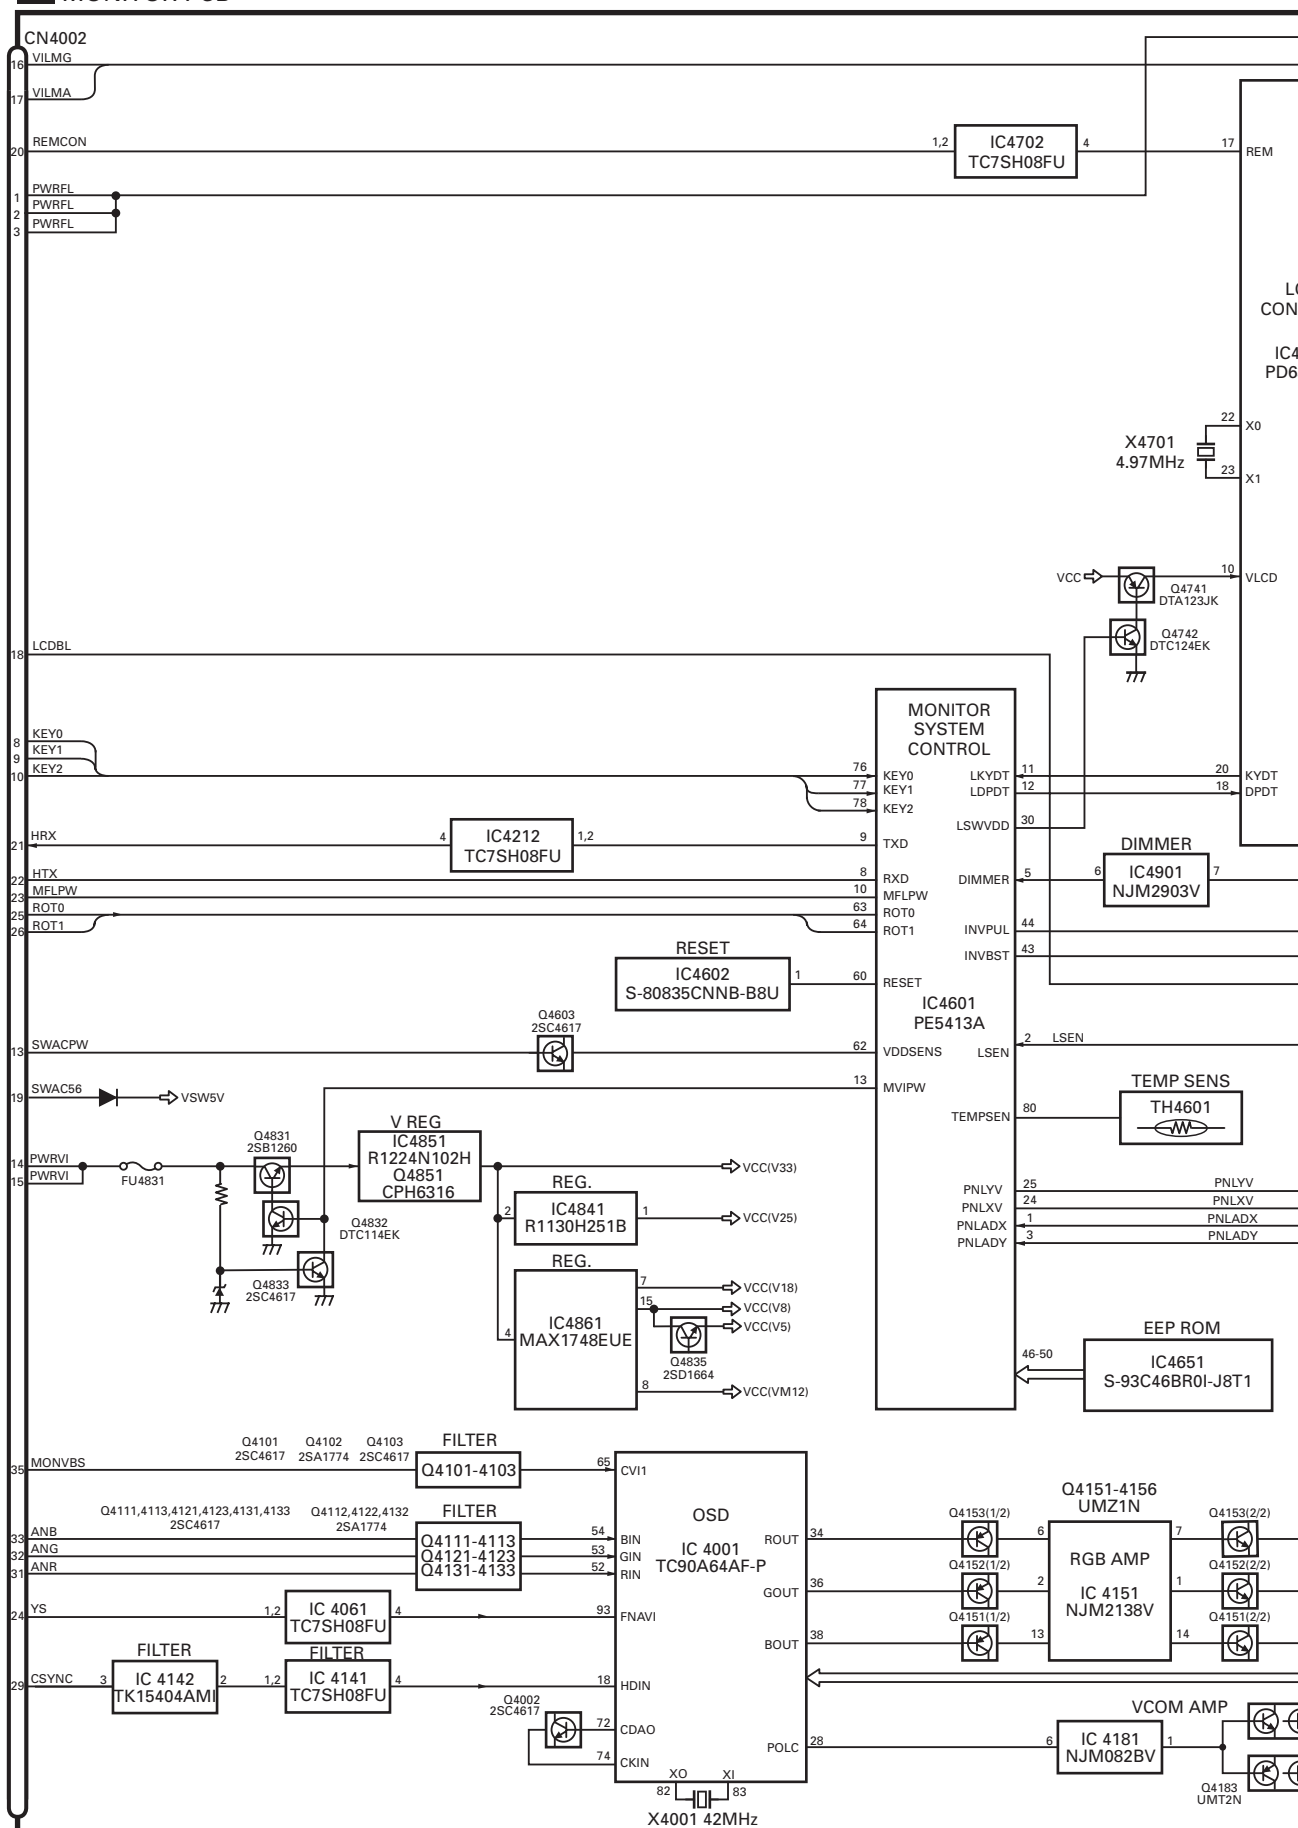 CN4002
16 VILMG
17 VILMA
20 REMCON
1,2
IC4702
TC7SH08FU
4
17 REM
1 PWRFL
2 PWRFL
3 PWRFL
22 X0
X4701
4.97MHz
23 X1
VCC
Q4741
DTA123JK
10 VLCD
Q4742
DTC124EK
18 LCDBL
MONITOR
SYSTEM
CONTROL
8 KEY0
9 KEY1
10 KEY2
76 KEY0
77 KEY1
78 KEY2
LKYDT 11
LDPDT 12
20 KYDT
18 DPDT
LSWVDD 30
21 HRX
4
IC4212
TC7SH08FU
1,2
9 TXD
22 HTX
8 RXD
23 MFLPW
10 MFLPW
25 ROT0
63 ROT0
26 ROT1
64 ROT1
DIMMER
DIMMER 5
6
IC4901
NJM2903V
7
INVPUL 44
INVBST 43
RESET
IC4602
S-80835CNNB-B8U
1
60 RESET
IC4601
PE5413A
13 SWACPW
Q4603
2SC4617
62 VDDSENS
LSEN 2 LSEN
13 MVIPW
19 SWAC56
VSW5V
TEMP SENS
TH4601
TEMPSEN 80
14 PWRVI
15 PWRVI
FU4831
Q4831
2SB1260
V REG
IC4851
R1224N102H
Q4851
CPH6316
VCC(V33)
Q4832
DTC114EK
REG.
2
IC4841
R1130H251B
1
VCC(V25)
Q4833
2SC4617
REG.
4
IC4861
MAX1748EUE
7
VCC(V18)
15
VCC(V8)
VCC(V5)
Q4835
2SD1664
8
VCC(VM12)
PNLYV 25 PNLYV
PNLXV 24 PNLXV
PNLADX 1 PNLADX
PNLADY 3 PNLADY
EEP ROM
46-50
IC4651
S-93C46BR0I-J8T1
35 MONVBS
Q4101
2SC4617
Q4102
2SA1774
Q4103
2SC4617
FILTER
Q4101-4103
65 CVI1
33 ANB
32 ANG
31 ANR
Q4111,4113,4121,4123,4131,4133
2SC4617
Q4112,4122,4132
2SA1774
FILTER
Q4111-4113
Q4121-4123
Q4131-4133
54 BIN
53 GIN
52 RIN
OSD
IC 4001
TC90A64AF-P
24 YS
1,2
IC 4061
TC7SH08FU
4
93 FNAVI
29 CSYNC
3
FILTER
IC 4142
TK15404AMI
2
1,2
FILTER
IC 4141
TC7SH08FU
4
18 HDIN
Q4002
2SC4617
72 CDAO
74 CKIN
XO
XI
82
83
X4001 42MHz
ROUT 34
GOUT 36
BOUT 38
POLC 28
Q4151-4156
UMZ1N
Q4153(1/2)
6
Q4152(1/2)
2
Q4151(1/2)
13
RGB AMP
IC 4151
NJM2138V
7
Q4153(2/2)
1
Q4152(2/2)
14
Q4151(2/2)
VCOM AMP
6
IC 4181
NJM082BV
1
Q4183
UMT2N